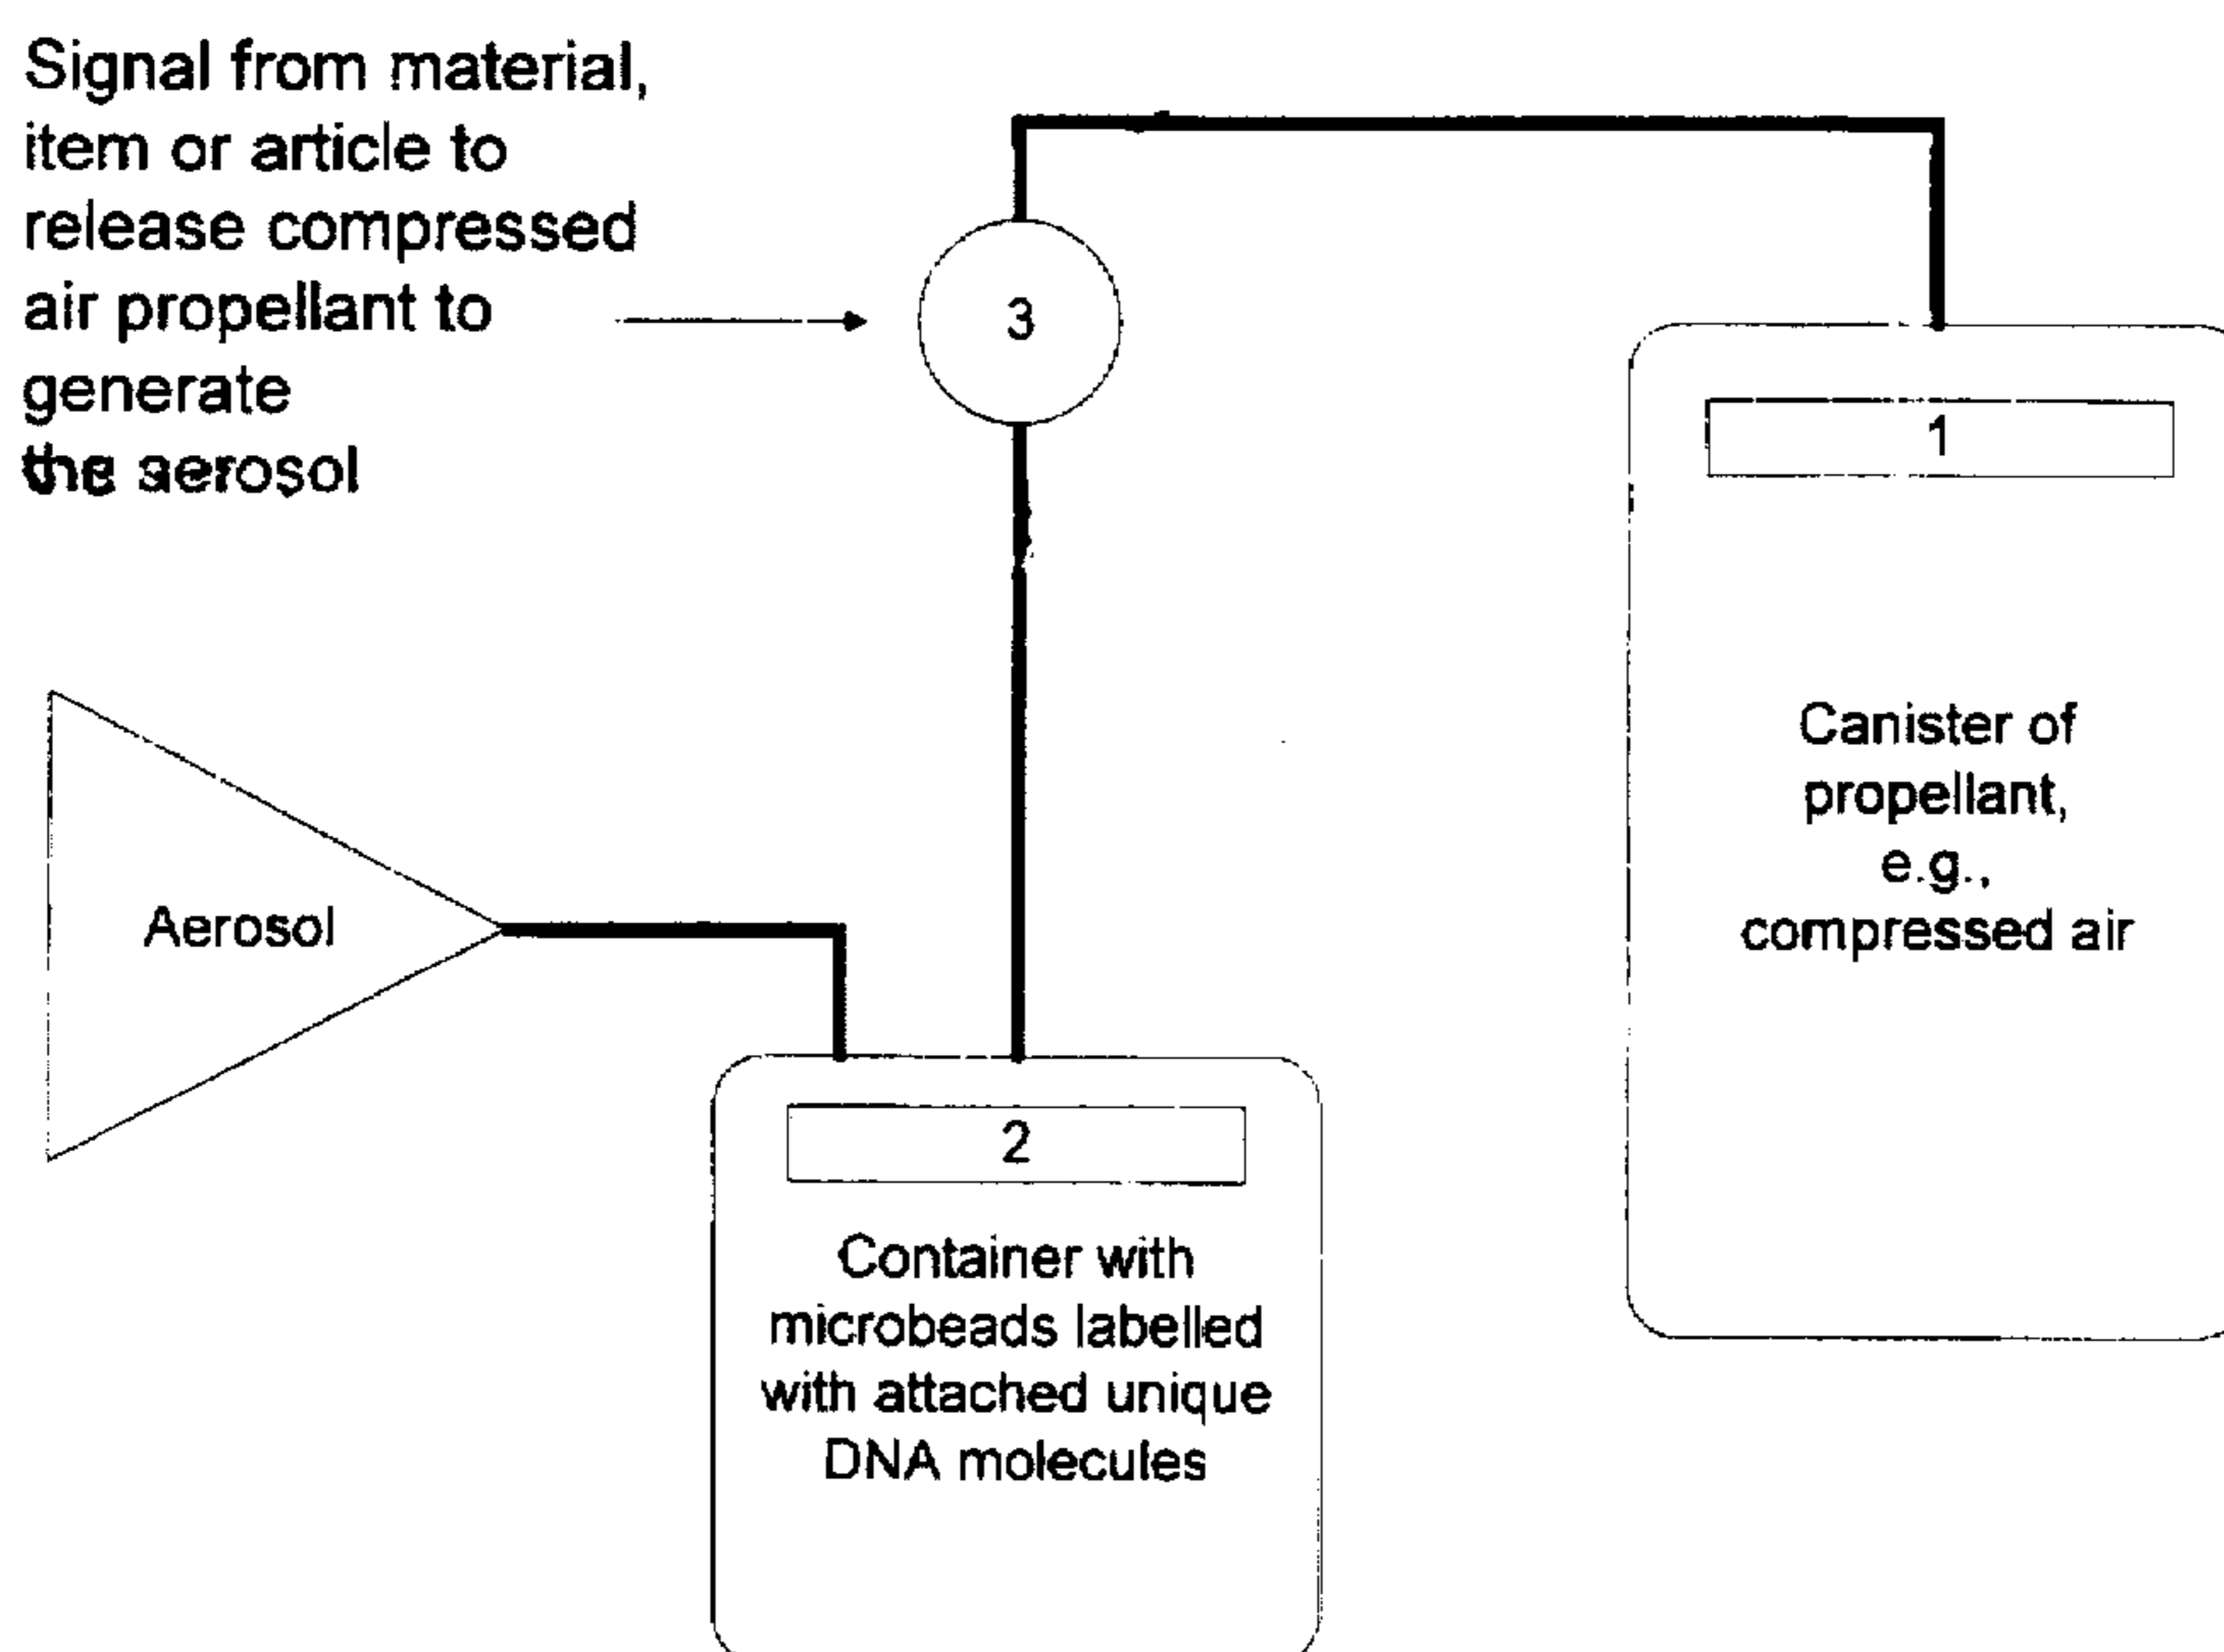 Signal from material,
item or article to
release compressed
air propellant to
generate
the aerosol
3
1
Canister of
propellant,
e.g.,
compressed air
Aerosol
2
Container with
microbeads labelled
with attached unique
DNA molecules